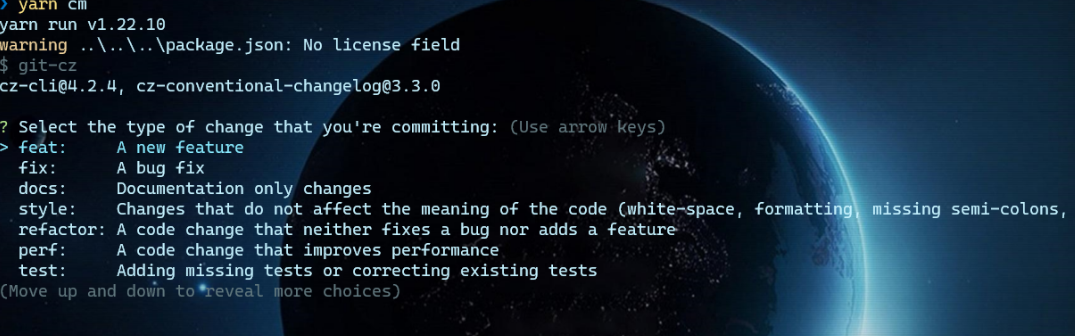 ❯ yarn cm
yarn run v1.22.10
warning ..\..\..\package.json: No license field
$ git-cz
cz-cli@4.2.4, cz-conventional-changelog@3.3.0
? Select the type of change that you're committing: (Use arrow keys)
> feat:     A new feature
  fix:      A bug fix
  docs:     Documentation only changes
  style:    Changes that do not affect the meaning of the code (white-space, formatting, missing semi-colons,
  refactor: A code change that neither fixes a bug nor adds a feature
  perf:     A code change that improves performance
  test:     Adding missing tests or correcting existing tests
(Move up and down to reveal more choices)